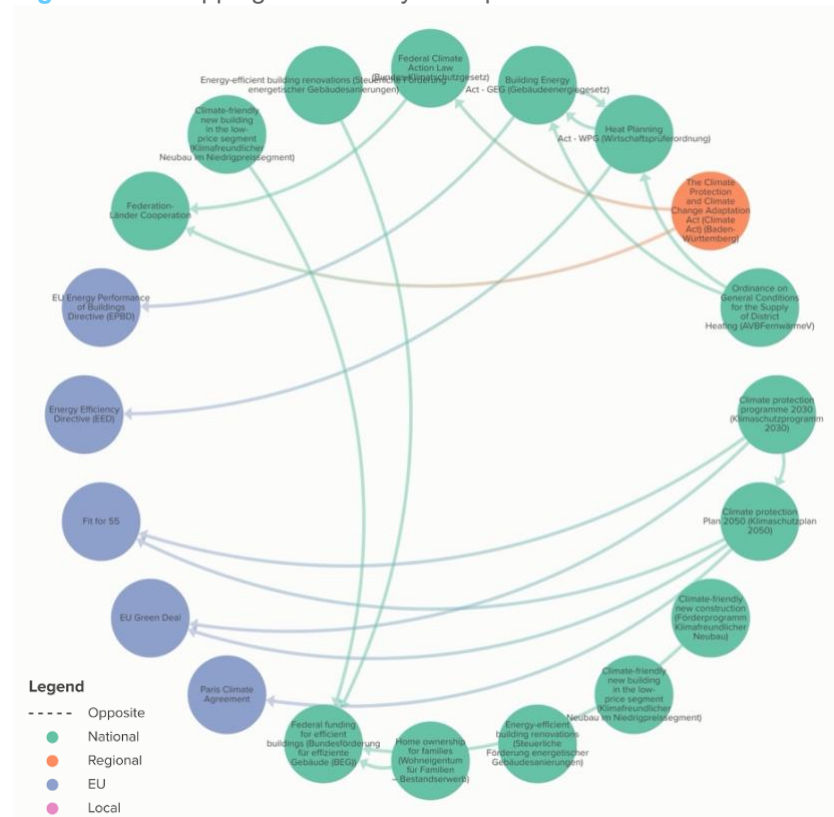 Federal Climate
Action Law
(Bundes-Klimaschutzgesetz)
Energy-efficient building renovations (Steuerliche Förderung
energetischer Gebäudesanierungen)
Building Energy
Act - GEG (Gebäudeenergiegesetz)
Climate-friendly
new building
in the low-
price segment
(Klimafreundlicher
Neubau im Niedrigpreissegment)
Heat Planning
Act - WPG (Wirtschaftsprüferordnung)
Federation-
Länder Cooperation
The Climate
Protection
and Climate
Change Adaptation
Act (Climate
Act) (Baden-
Württemberg)
EU Energy Performance
of Buildings
Directive (EPBD)
Ordinance on
General Conditions
for the Supply
of District
Heating (AVBFernwärmeV)
Energy Efficiency
Directive (EED)
Climate protection
programme 2030
(Klimaschutzprogramm
2030)
Fit for 55
Climate protection
Plan 2050 (Klimaschutzplan
2050)
EU Green Deal
Climate-friendly
new construction
(Förderprogramm
Klimafreundlicher
Neubau)
Paris Climate
Agreement
Climate-friendly
new building
in the low-
price segment
(Klimafreundlicher
Neubau im Niedrigpreissegment)
Federal funding
for efficient
buildings (Bundesförderung
für effiziente
Gebäude (BEG))
Home ownership
for families
(Wohneigentum
für Familien
– Bestandserwerb)
Energy-efficient
building renovations
(Steuerliche
Förderung energetischer
Gebäudesanierungen)
Legend
Opposite
National
Regional
EU
Local